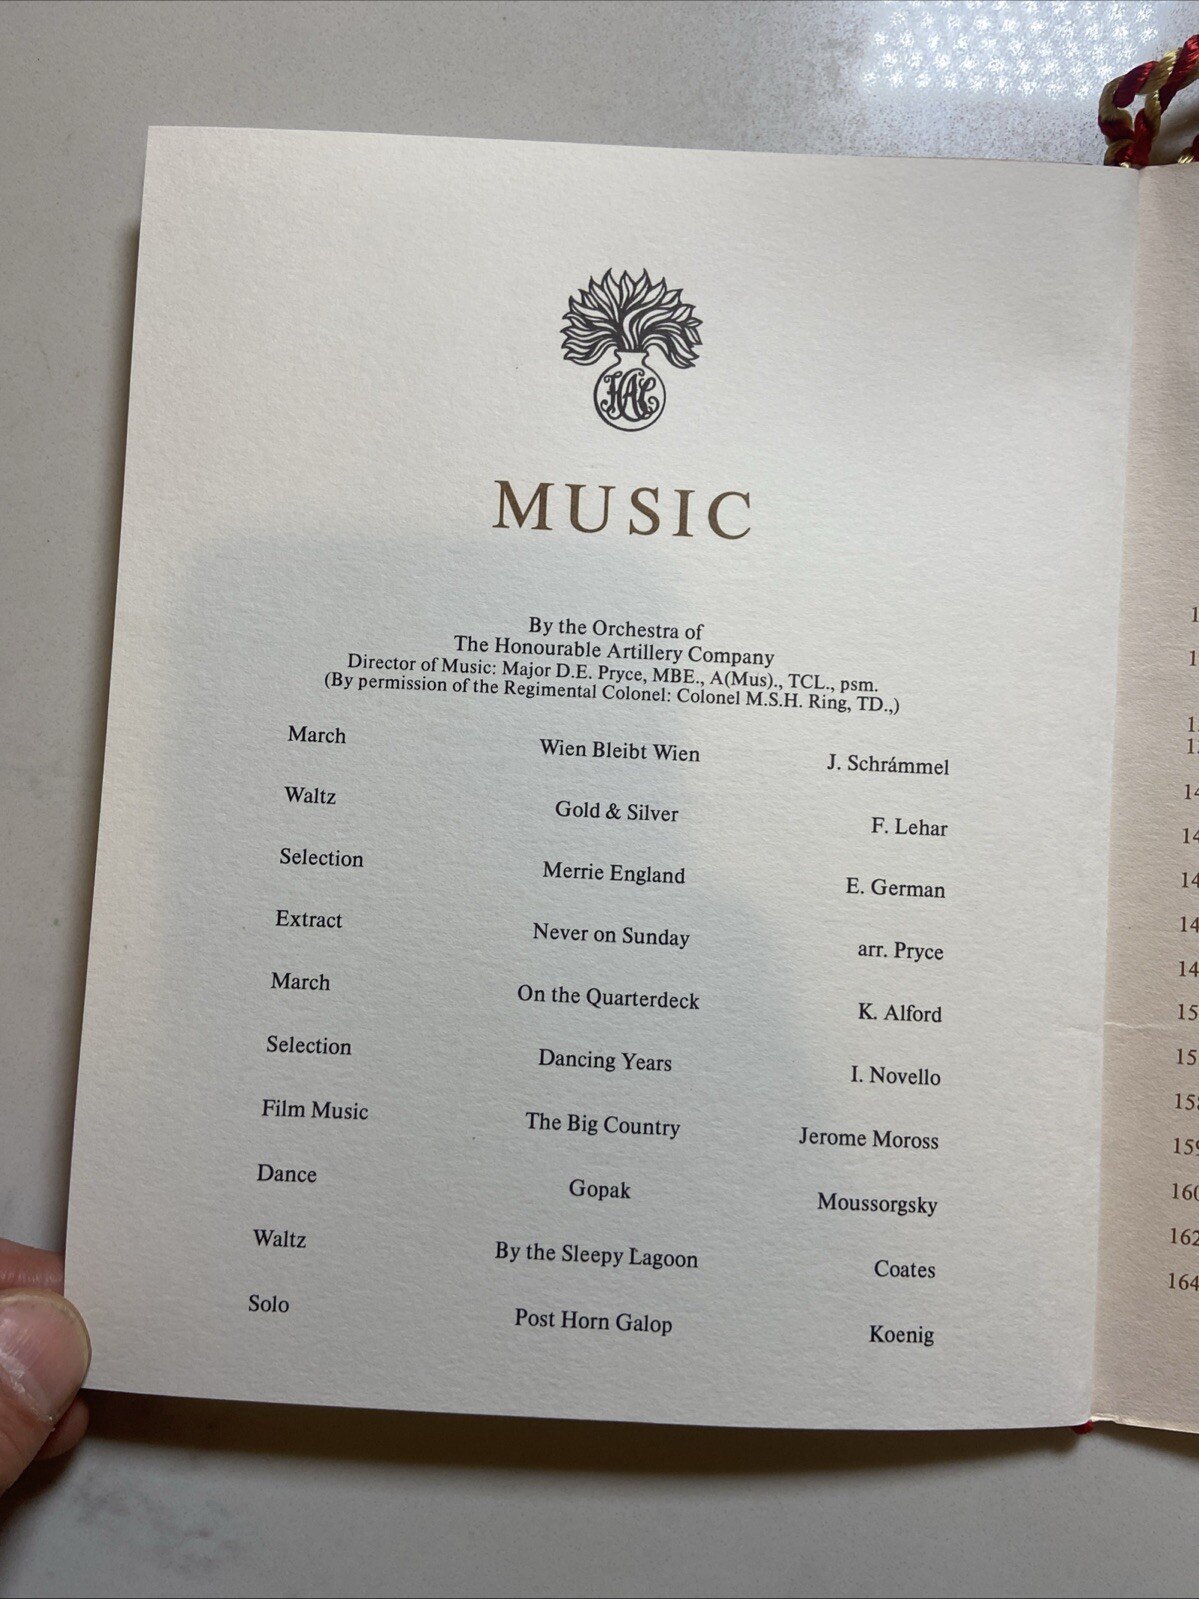 HAC
MUSIC
By the Orchestra of
The Honourable Artillery Company
Director of Music: Major D.E. Pryce, MBE., A(Mus)., TCL., psm.
(By permission of the Regimental Colonel: Colonel M.S.H. Ring, TD.,)
March Wien Bleibt Wien J. Schrámmel
Waltz Gold & Silver F. Lehar
Selection Merrie England E. German
Extract Never on Sunday arr. Pryce
March On the Quarterdeck K. Alford
Selection Dancing Years I. Novello
Film Music The Big Country Jerome Moross
Dance Gopak Moussorgsky
Waltz By the Sleepy Lagoon Coates
Solo Post Horn Galop Koenig
160
162
164